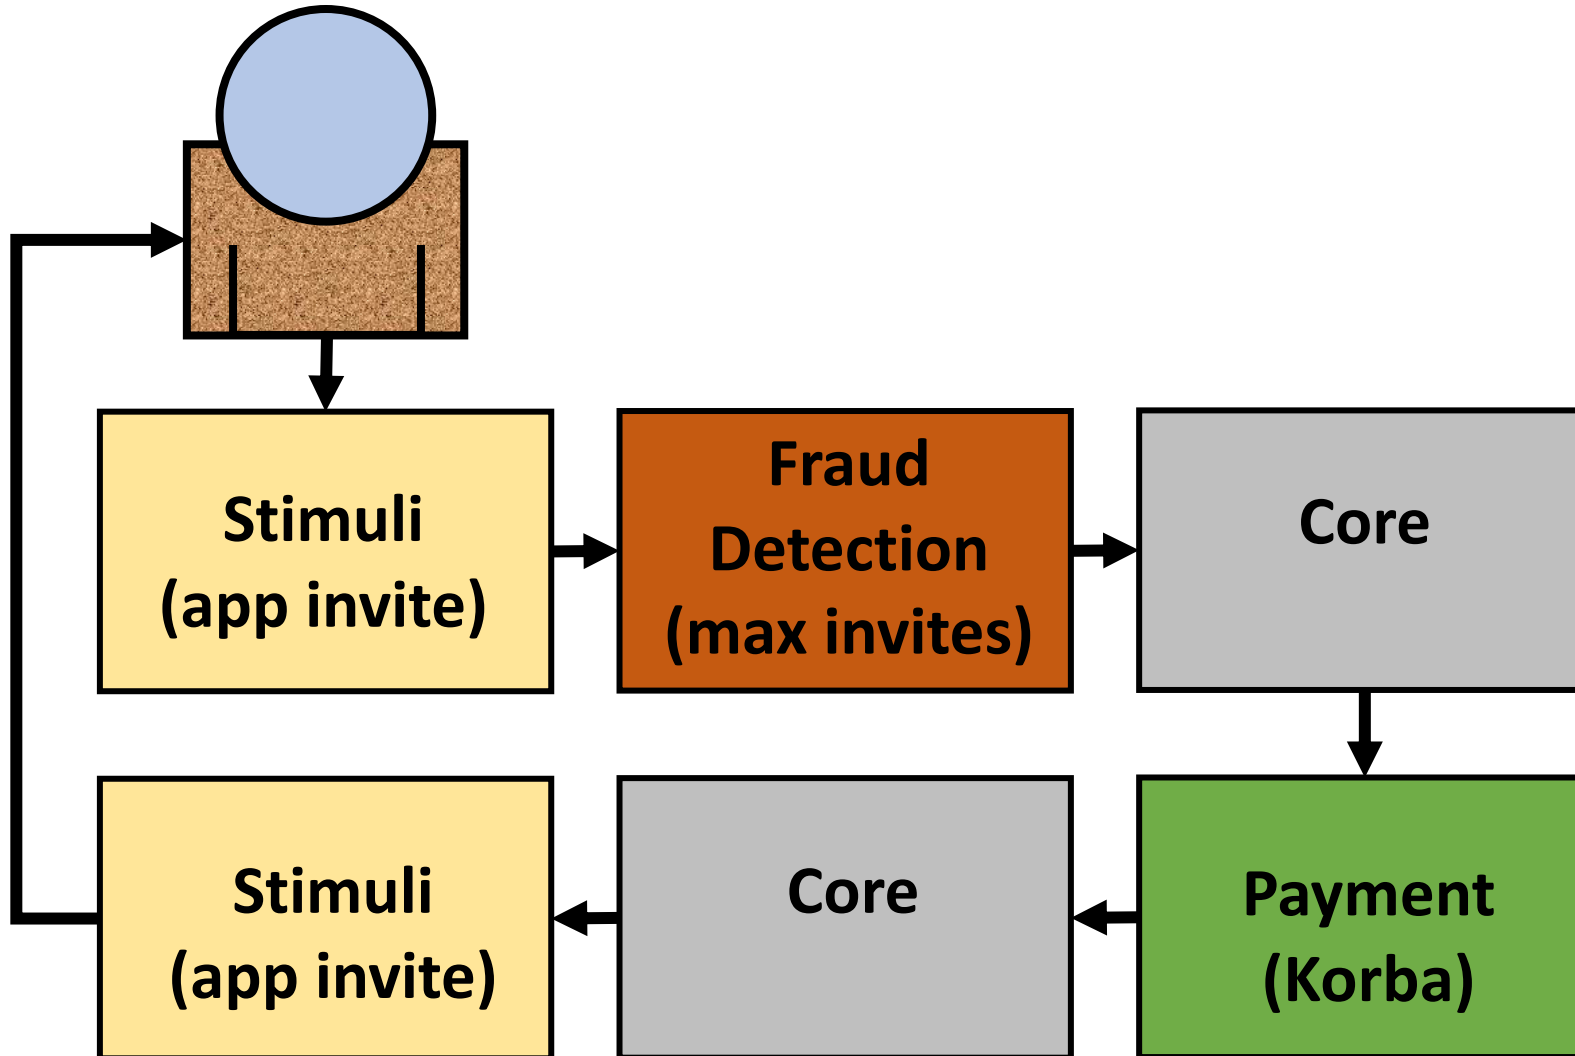 Stimuli
(app invite)
Fraud
Detection
(max invites)
Core
Stimuli
(app invite)
Core
Payment
(Korba)